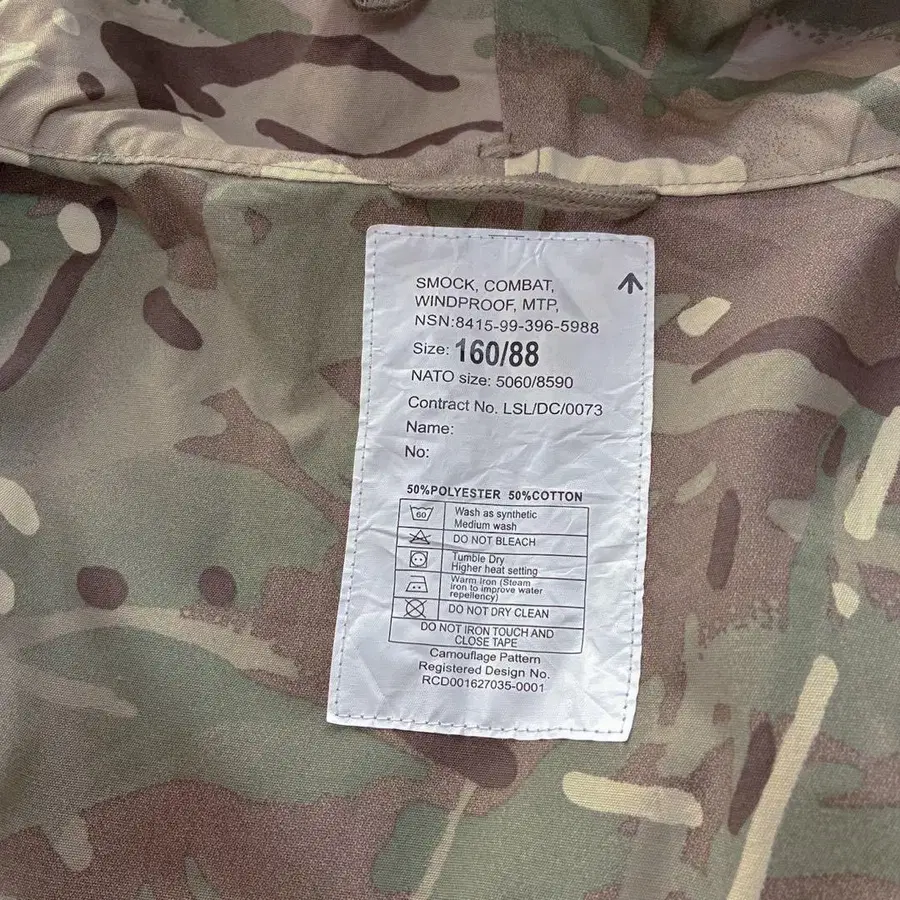 SMOCK, COMBAT,
WINDPROOF, MTP,
NSN:8415-99-396-5988
Size: 160/88
NATO size: 5060/8590
Contract No. LSL/DC/0073
Name:
No:
50%POLYESTER 50%COTTON
60
Wash as synthetic
Medium wash
DO NOT BLEACH
Tumble Dry
Higher heat setting
Warm Iron (Steam
iron to improve water
repellency)
DO NOT DRY CLEAN
DO NOT IRON TOUCH AND
CLOSE TAPE
Camouflage Pattern
Registered Design No.
RCD001627035-0001